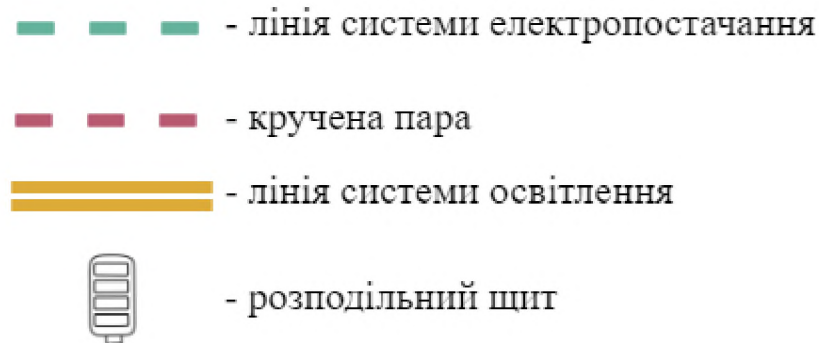 - лінія системи електропостачання
- кручена пара
- лінія системи освітлення
- розподільний щит